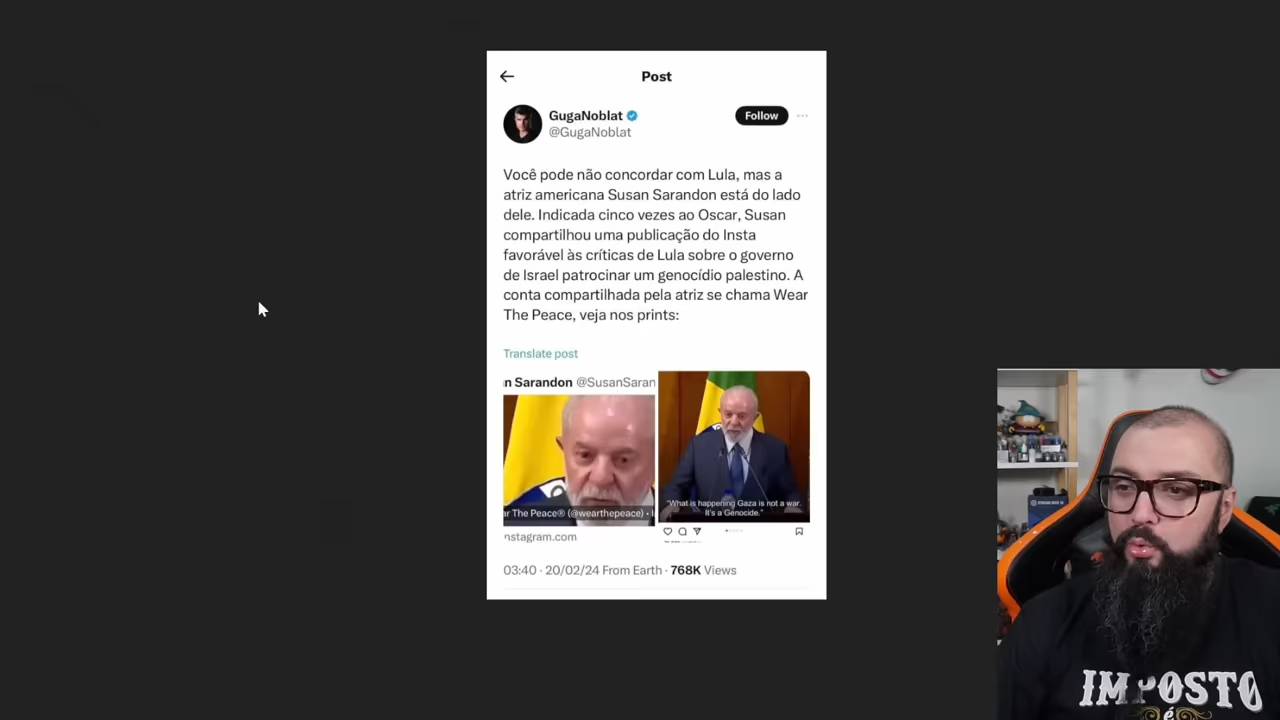 Post
GugaNoblat
@GugaNoblat
Follow
Você pode não concordar com Lula, mas a
atriz americana Susan Sarandon está do lado
dele. Indicada cinco vezes ao Oscar, Susan
compartilhou uma publicação do Insta
favorável às críticas de Lula sobre o governo
de Israel patrocinar um genocídio palestino. A
conta compartilhada pela atriz se chama Wear
The Peace, veja nos prints:
Translate post
n Sarandon @SusanSaran
"What is happening Gaza is not a war.
It's a Genocide."
ar The Peace® (@wearthepeace) •
nstagram.com
03:40 · 20/02/24 From Earth · 768K Views
IMPOSTO
é